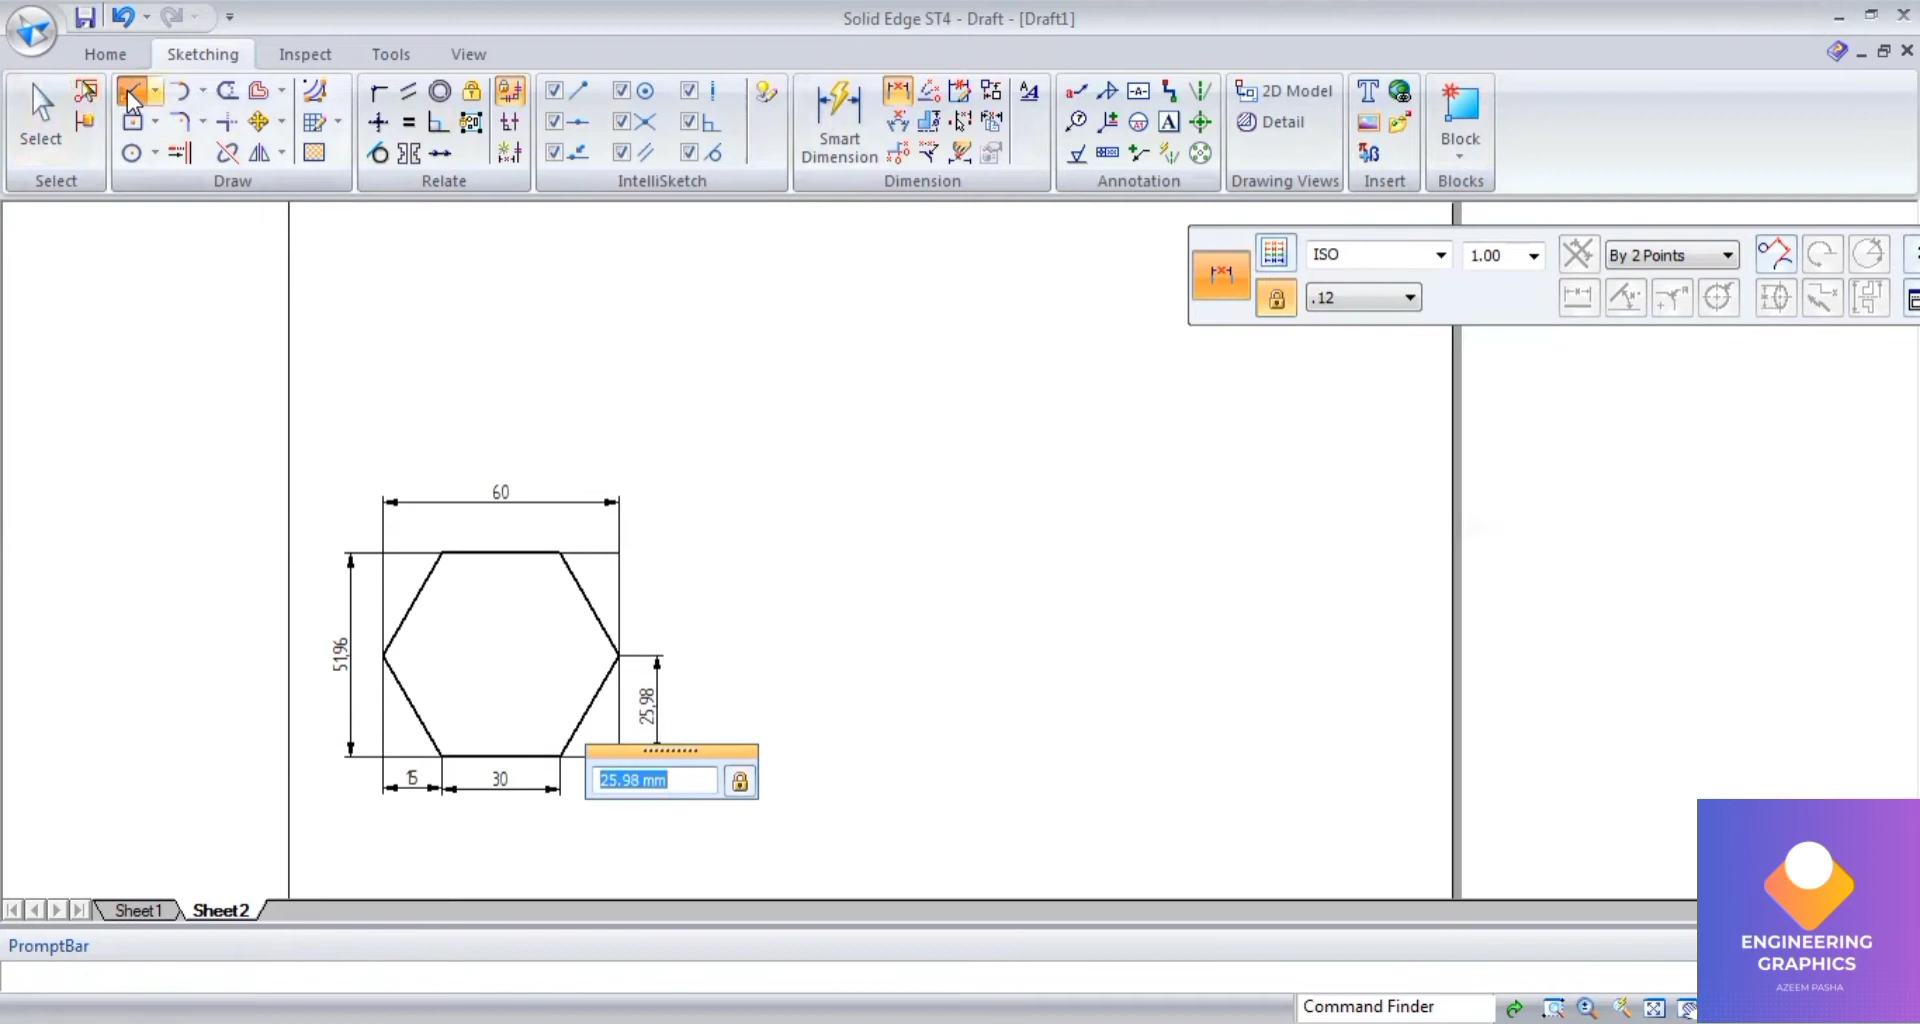 Solid Edge ST4 - Draft - [Draft1]
Home Sketching Inspect Tools View
Select
Smart
Dimension
2D Model
Detail
Block
Select Draw Relate IntelliSketch Dimension Annotation Drawing Views Insert Blocks
ISO 1.00 By 2 Points
.12
60
51,96
25,98
15 30
25.98 mm
Sheet1 Sheet2
PromptBar
Command Finder
ENGINEERING
GRAPHICS
AZEEM PASHA